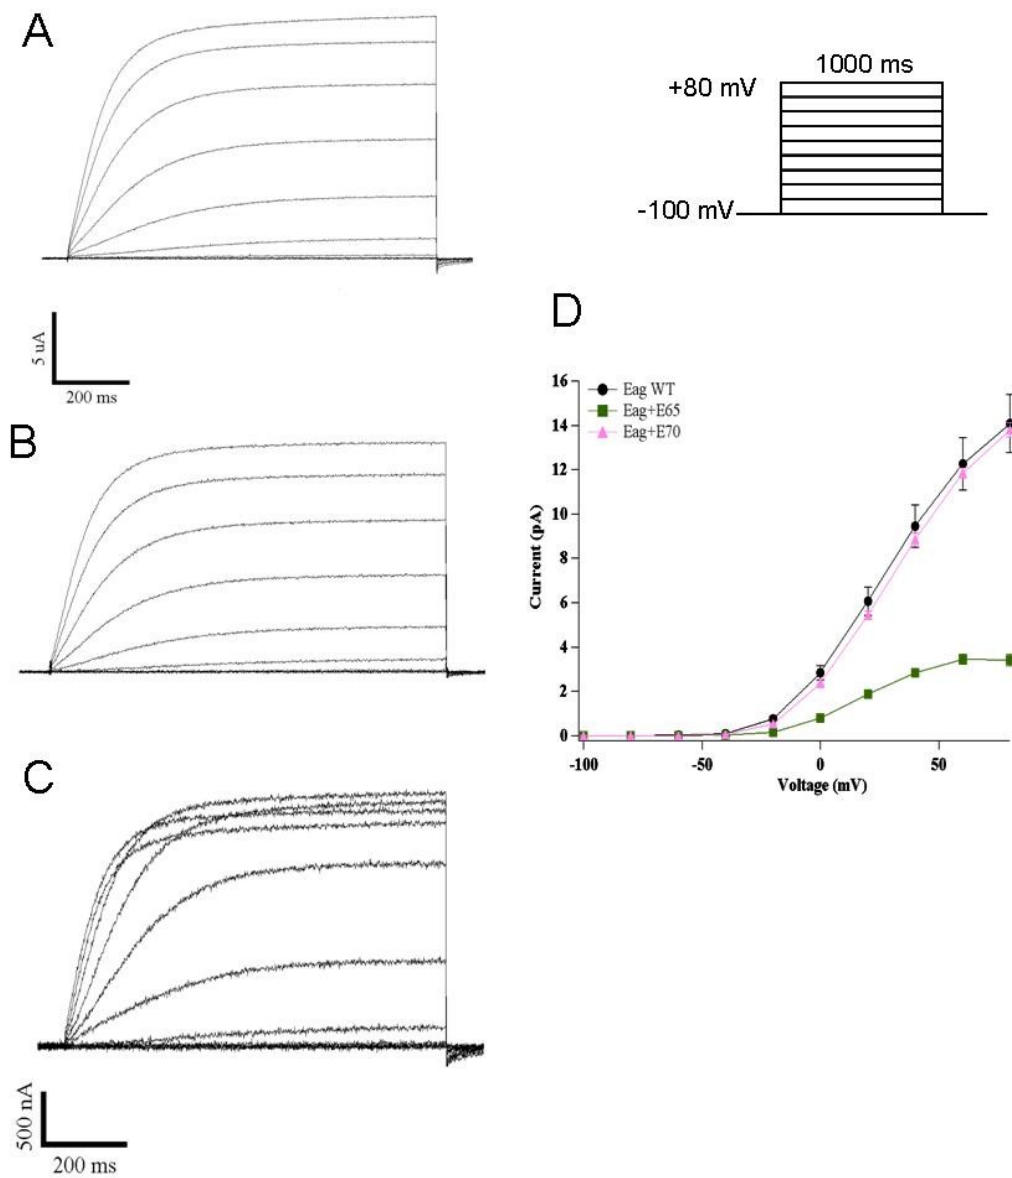 A
1000 ms
+80 mV
-100 mV
5 uA
200 ms
B
C
500 nA
200 ms
D
16
14
12
10
8
6
4
2
0
Eag WT
Eag+E65
Eag+E70
Current (pA)
-100
-50
0
50
Voltage (mV)